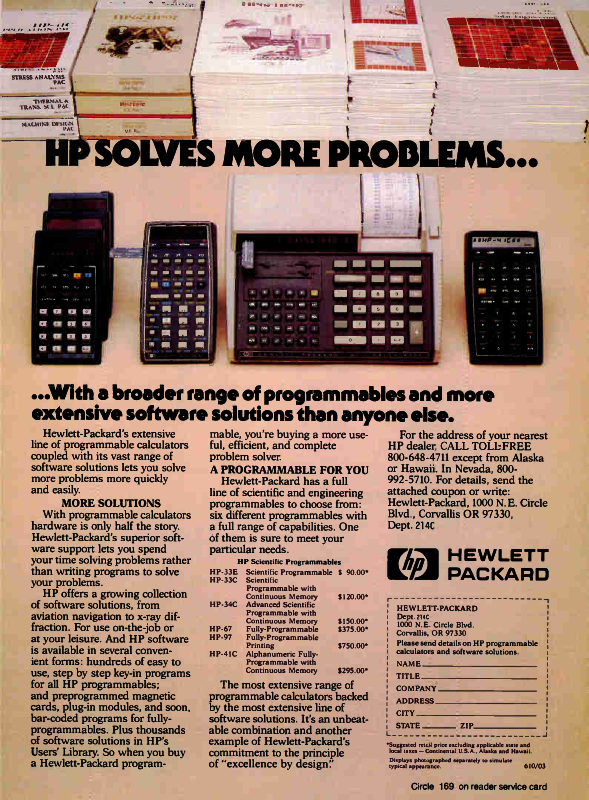 STRESS ANALYSIS
PAC
THERMAL &
TRANS. SCI. PAC
MACHINE DESIGN
PAC
HP SOLVES MORE PROBLEMS...
...With a broader range of programmables and more
extensive software solutions than anyone else.
Hewlett-Packard's extensive
line of programmable calculators
coupled with its vast range of
software solutions lets you solve
more problems more quickly
and easily.
MORE SOLUTIONS
With programmable calculators
hardware is only half the story.
Hewlett-Packard's superior soft-
ware support lets you spend
your time solving problems rather
than writing programs to solve
your problems.
HP offers a growing collection
of software solutions, from
aviation navigation to x-ray dif-
fraction. For use on-the-job or
at your leisure. And HP software
is available in several conven-
ient forms: hundreds of easy to
use, step by step key-in programs
for all HP programmables;
and preprogrammed magnetic
cards, plug-in modules, and soon,
bar-coded programs for fully-
programmables. Plus thousands
of software solutions in HP's
Users' Library. So when you buy
a Hewlett-Packard program-
mable, you're buying a more use-
ful, efficient, and complete
problem solver.
A PROGRAMMABLE FOR YOU
Hewlett-Packard has a full
line of scientific and engineering
programmables to choose from:
six different programmables with
a full range of capabilities. One
of them is sure to meet your
particular needs.
HP Scientific Programmables
HP-33E Scientific Programmable $ 90.00*
HP-33C Scientific
Programmable with
Continuous Memory $120.00*
HP-34C Advanced Scientific
Programmable with
Continuous Memory $150.00*
HP-67 Fully-Programmable $375.00*
HP-97 Fully-Programmable
Printing $750.00*
HP-41C Alphanumeric Fully-
Programmable with
Continuous Memory $295.00*
The most extensive range of
programmable calculators backed
by the most extensive line of
software solutions. It's an unbeat-
able combination and another
example of Hewlett-Packard's
commitment to the principle
of "excellence by design."
For the address of your nearest
HP dealer, CALL TOLL-FREE
800-648-4711 except from Alaska
or Hawaii. In Nevada, 800-
992-5710. For details, send the
attached coupon or write:
Hewlett-Packard, 1000 N.E. Circle
Blvd., Corvallis OR 97330,
Dept. 214C
hp HEWLETT
PACKARD
HEWLETT-PACKARD
Dept. 214C
1000 N.E. Circle Blvd.
Corvallis, OR 97330
Please send details on HP programmable
calculators and software solutions.
NAME
TITLE
COMPANY
ADDRESS
CITY
STATE ZIP
*Suggested retail price excluding applicable state and
local taxes — Continental U.S.A., Alaska and Hawaii.
Displays photographed separately to simulate
typical appearance. 610/03
Circle 169 on reader service card